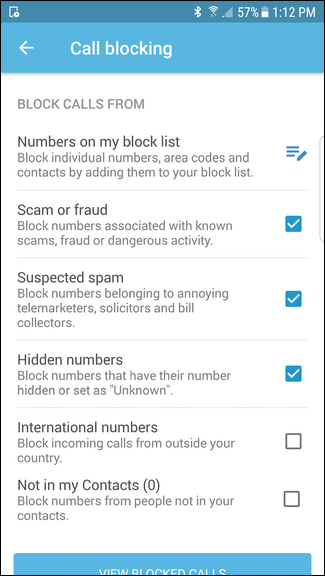 57% 1:12 PM
Call blocking
BLOCK CALLS FROM
Numbers on my block list
Block individual numbers, area codes and
contacts by adding them to your block list.
Scam or fraud
Block numbers associated with known
scams, fraud or dangerous activity.
Suspected spam
Block numbers belonging to annoying
telemarketers, solicitors and bill
collectors.
Hidden numbers
Block numbers that have their number
hidden or set as "Unknown".
International numbers
Block incoming calls from outside your
country.
Not in my Contacts (0)
Block numbers from people not in your
contacts.
VIEW BLOCKED CALLS